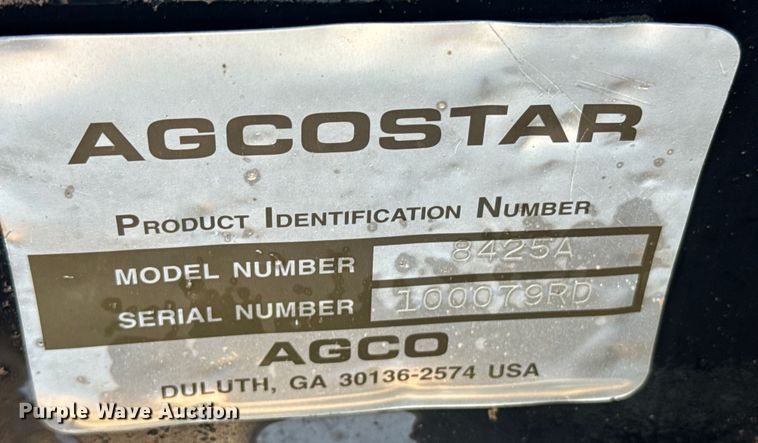 AGCOSTAR
PRODUCT IDENTIFICATION NUMBER
MODEL NUMBER 8425A
SERIAL NUMBER 100079RD
AGCO
DULUTH, GA 30136-2574 USA
Purple Wave Auction